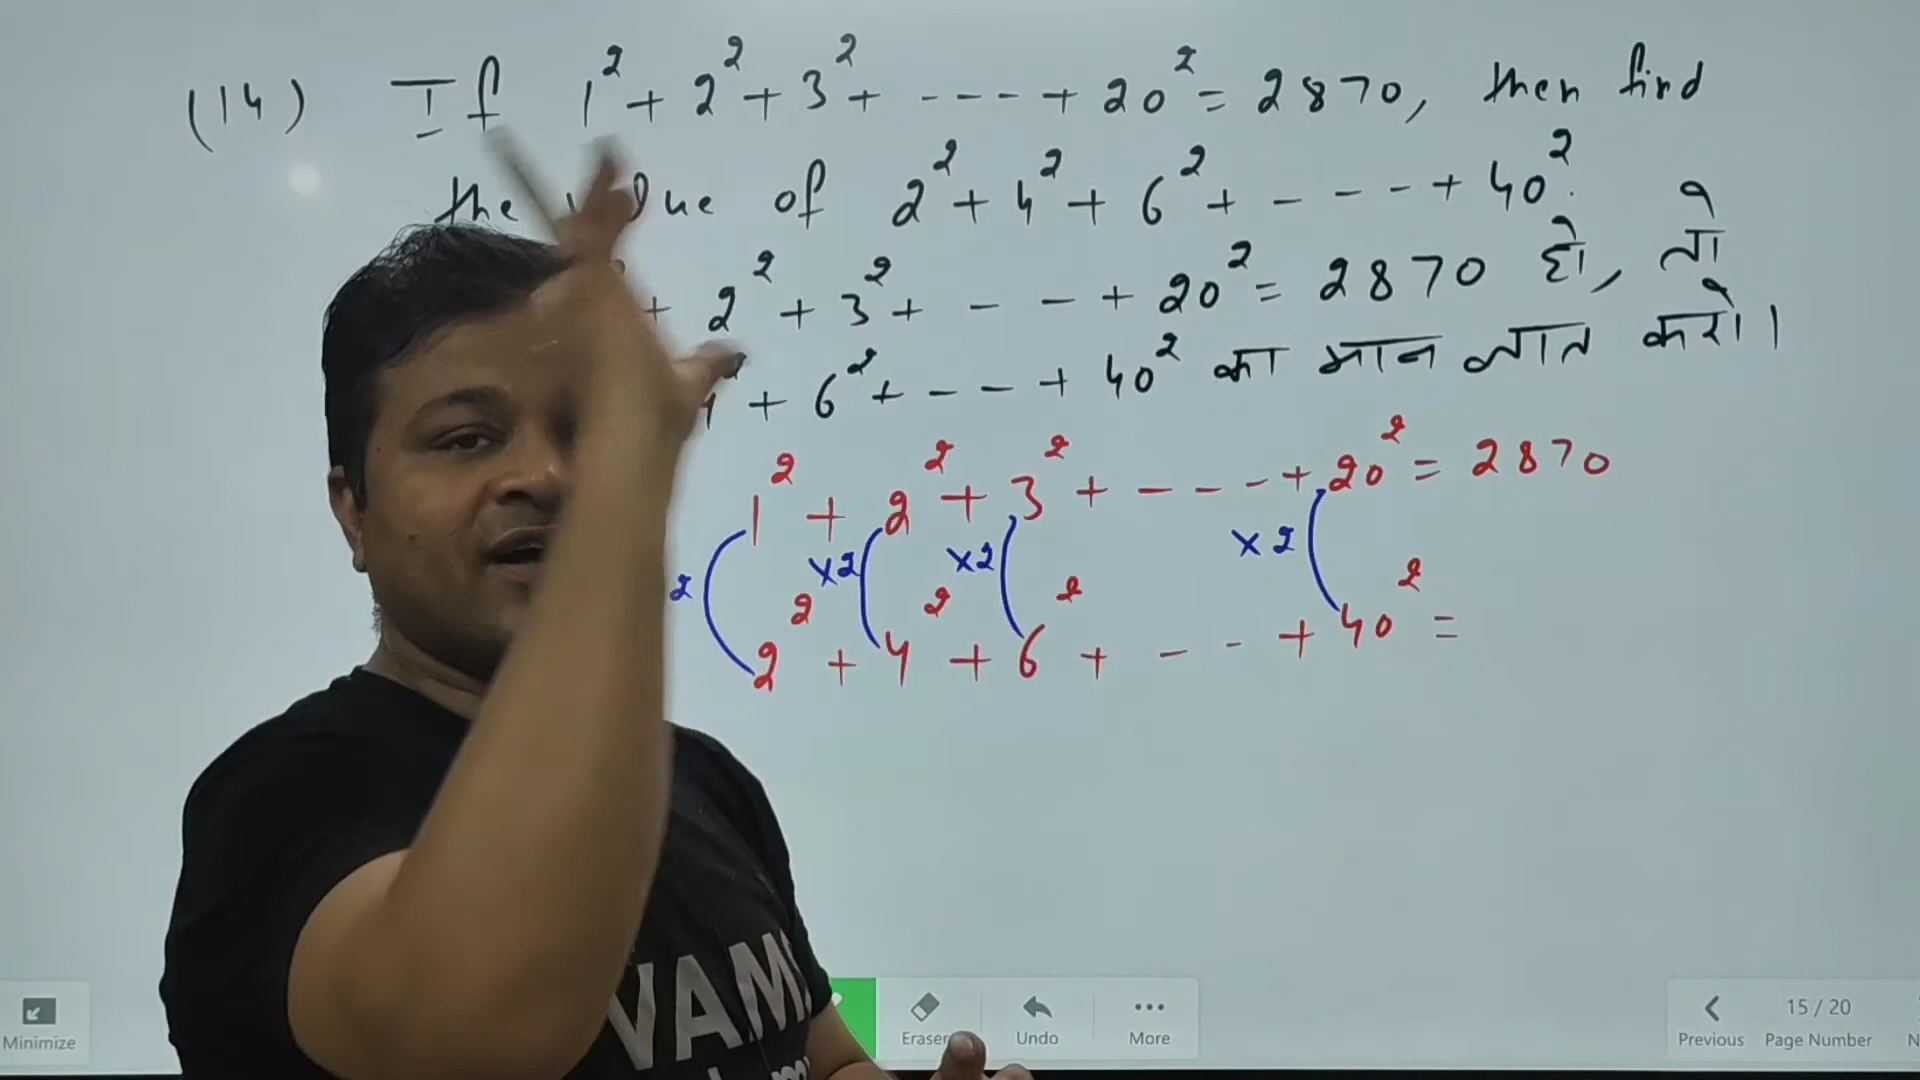 (14) If 1² + 2² + 3² + ---- + 20² = 2870, then find
the value of 2² + 4² + 6² + ---- + 40².
+ 2² + 3² + --- + 20² = 2870 हो, तो
+ 6² + --- + 40² का मान ज्ञात करो।
1² + 2² + 3² + ---- + 20² = 2870
2 ×2 ×2 ×2
2² + 4² + 6² + --- + 40² =
VAM
Minimize
Eraser
Undo
More
Previous
15 / 20
Page Number